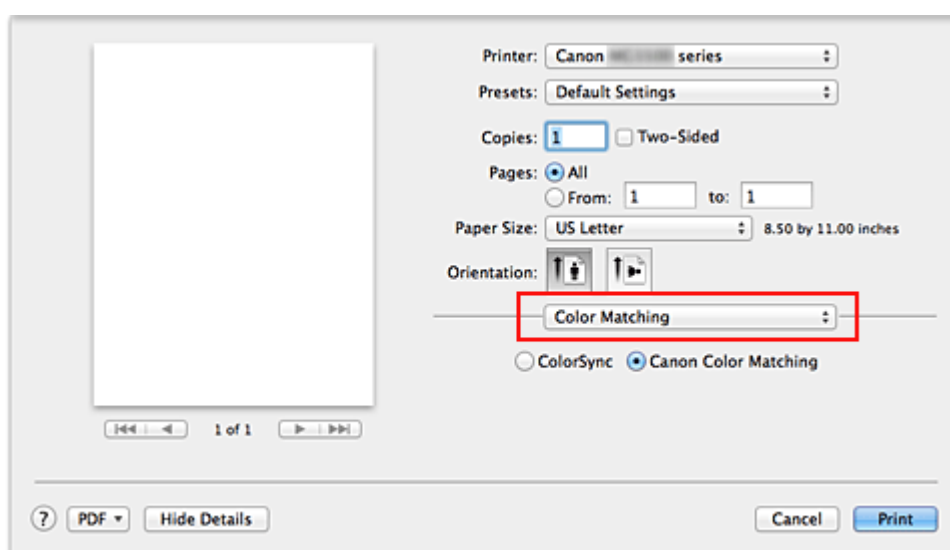 Printer: Canon series
Presets: Default Settings
Copies: 1 Two-Sided
Pages: All
From: 1 to: 1
Paper Size: US Letter 8.50 by 11.00 inches
Orientation:
Color Matching
ColorSync Canon Color Matching
1 of 1
? PDF Hide Details Cancel Print